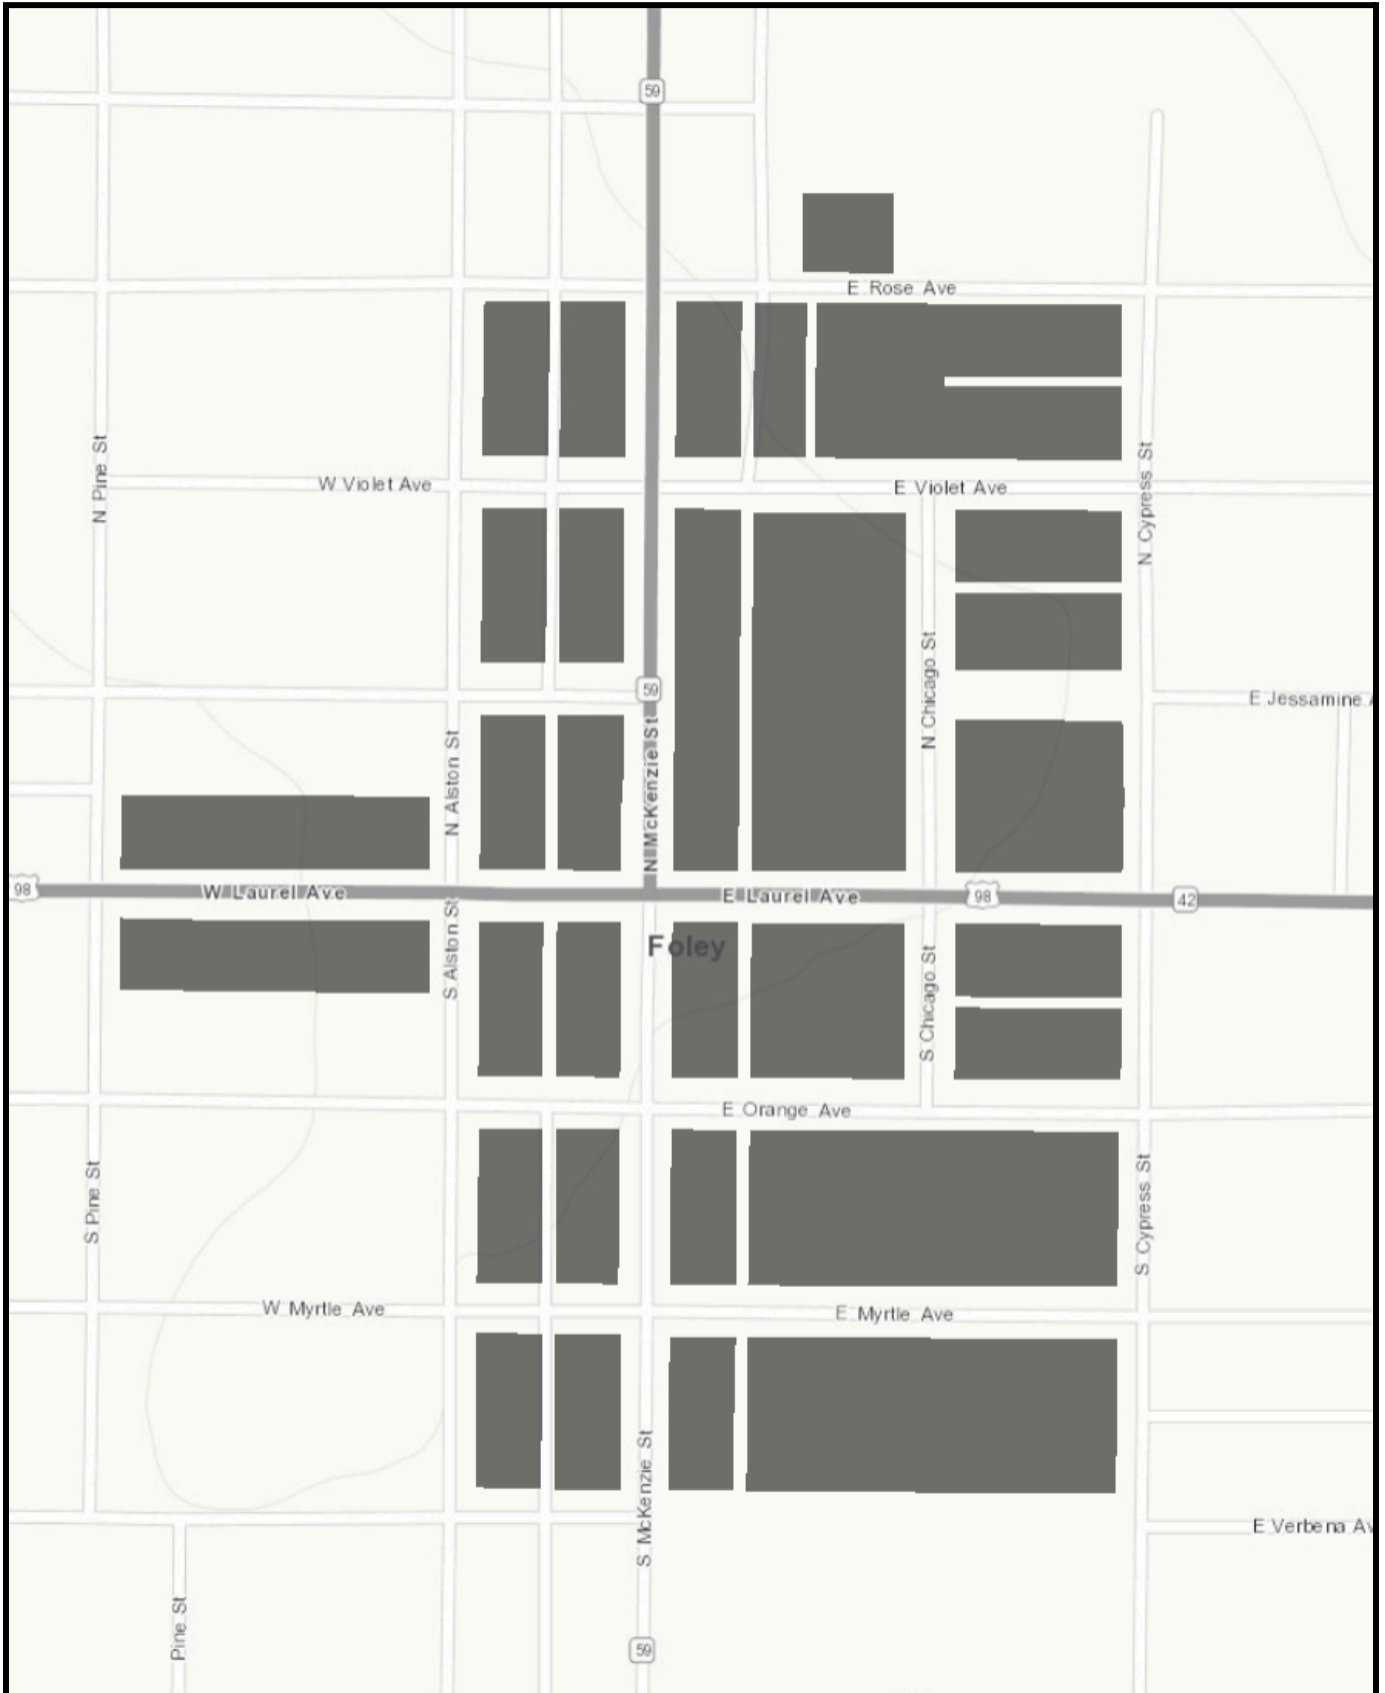 59
E Rose Ave
N Pine St
W Violet Ave
E Violet Ave
N Cypress St
N Chicago St
59
E Jessamine A
N McKenzie St
N Alston St
98
W Laurel Ave
E Laurel Ave
98
42
S Alston St
Foley
S Chicago St
E Orange Ave
S Pine St
S Cypress St
W Myrtle Ave
E Myrtle Ave
S McKenzie St
E Verbena Av
Pine St
59